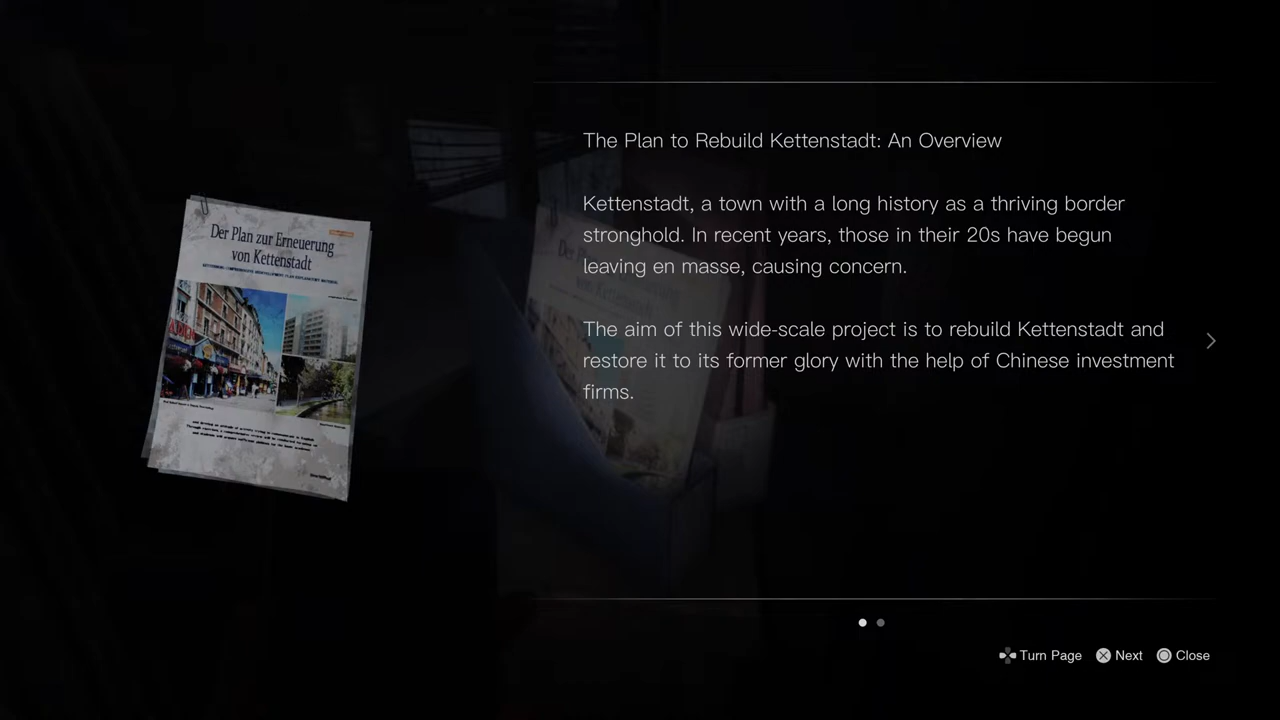 The Plan to Rebuild Kettenstadt: An Overview
Kettenstadt, a town with a long history as a thriving border
stronghold. In recent years, those in their 20s have begun
leaving en masse, causing concern.
The aim of this wide-scale project is to rebuild Kettenstadt and
restore it to its former glory with the help of Chinese investment
firms.
Der Plan zur Erneuerung
von Kettenstadt
Turn Page
Next
Close